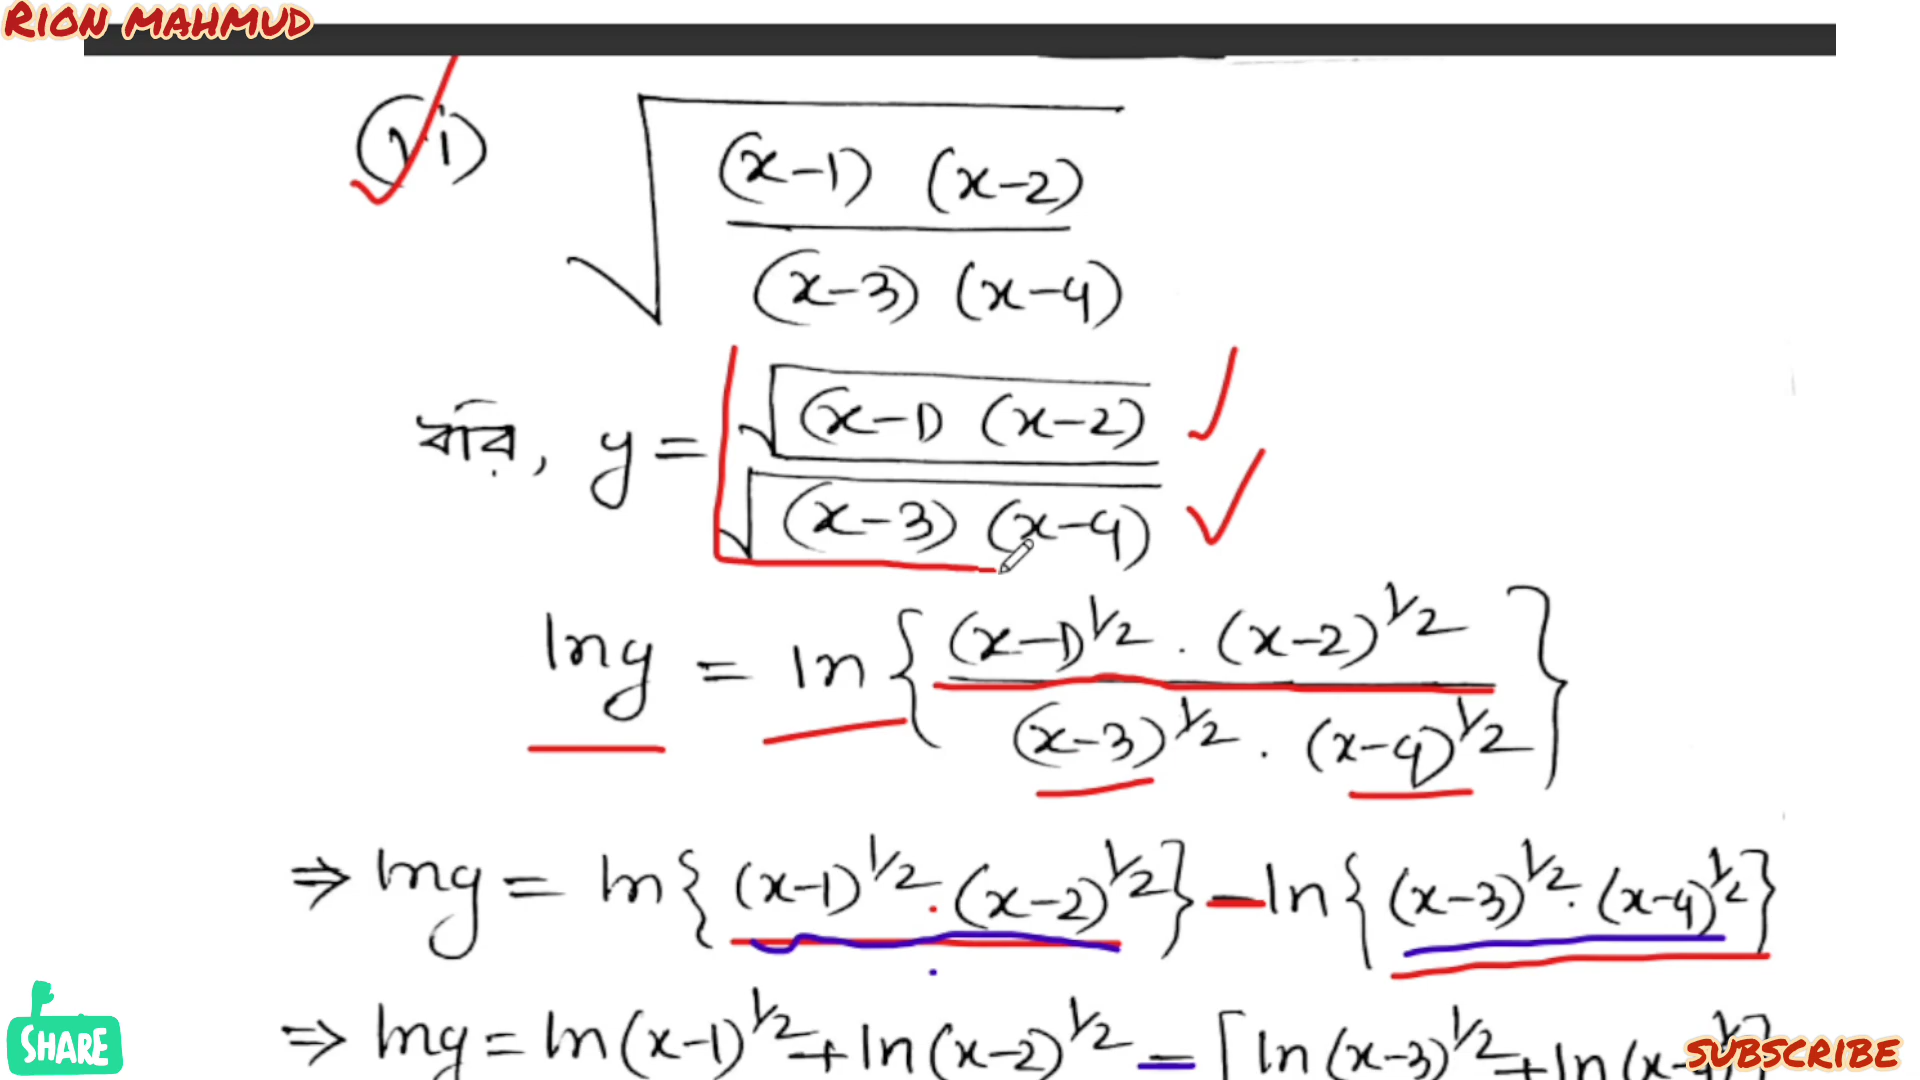 RION MAHMUD
(vi) √((x-1) (x-2) / (x-3) (x-4))
ধরি, y = √((x-1) (x-2)) / √((x-3) (x-4))
lny = ln { (x-1)^1/2 . (x-2)^1/2 / (x-3)^1/2 . (x-4)^1/2 }
⇒ lny = ln{ (x-1)^1/2 . (x-2)^1/2 } - ln{ (x-3)^1/2 . (x-4)^1/2 }
⇒ lny = ln(x-1)^1/2 + ln(x-2)^1/2 - [ln(x-3)^1/2 + ln(x-4)^1/2]
SHARE
SUBSCRIBE